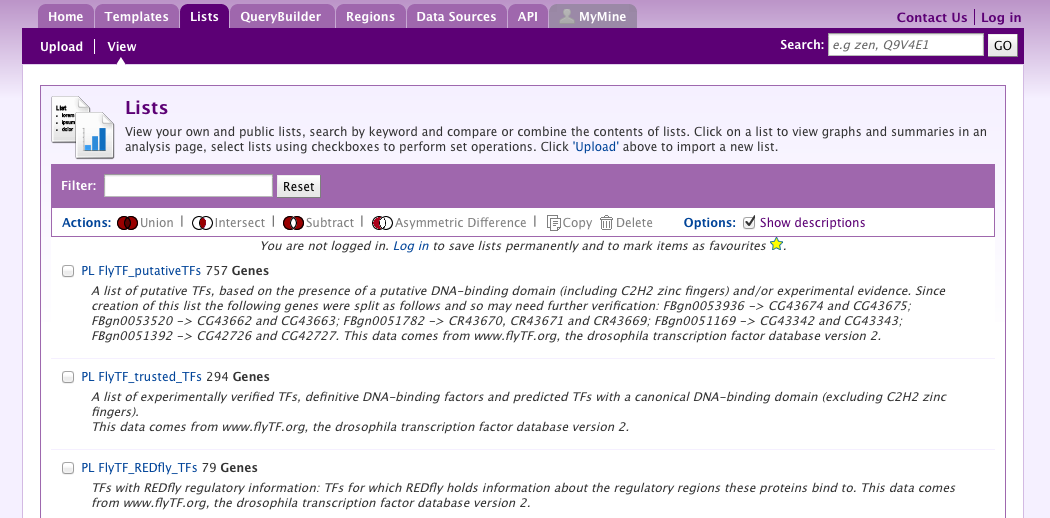 Home Templates Lists QueryBuilder Regions Data Sources API MyMine Contact Us | Log in
Upload | View Search: e.g zen, Q9V4E1 GO
List
lorem
ipsum
dolor
Lists
View your own and public lists, search by keyword and compare or combine the contents of lists. Click on a list to view graphs and summaries in an
analysis page, select lists using checkboxes to perform set operations. Click 'Upload' above to import a new list.
Filter: Reset
Actions: Union | Intersect | Subtract | Asymmetric Difference | Copy Delete Options: Show descriptions
You are not logged in. Log in to save lists permanently and to mark items as favourites .
PL FlyTF_putativeTFs 757 Genes
A list of putative TFs, based on the presence of a putative DNA-binding domain (including C2H2 zinc fingers) and/or experimental evidence. Since
creation of this list the following genes were split as follows and so may need further verification: FBgn0053936 -> CG43674 and CG43675;
FBgn0053520 -> CG43662 and CG43663; FBgn0051782 -> CR43670, CR43671 and CR43669; FBgn0051169 -> CG43342 and CG43343;
FBgn0051392 -> CG42726 and CG42727. This data comes from www.flyTF.org, the drosophila transcription factor database version 2.
PL FlyTF_trusted_TFs 294 Genes
A list of experimentally verified TFs, definitive DNA-binding factors and predicted TFs with a canonical DNA-binding domain (excluding C2H2 zinc
fingers).
This data comes from www.flyTF.org, the drosophila transcription factor database version 2.
PL FlyTF_REDfly_TFs 79 Genes
TFs with REDfly regulatory information: TFs for which REDfly holds information about the regulatory regions these proteins bind to. This data comes
from www.flyTF.org, the drosophila transcription factor database version 2.